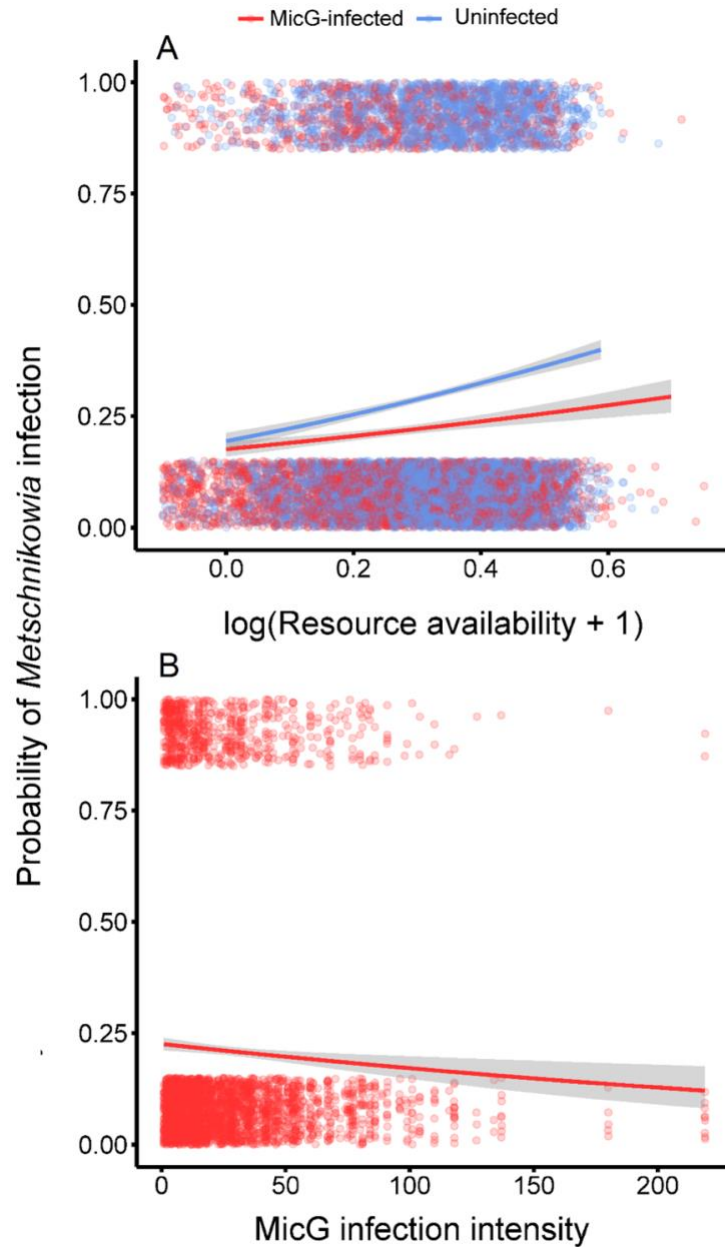 MicG-infected Uninfected
A
1.00
0.75
0.50
0.25
0.00
0.0 0.2 0.4 0.6
log(Resource availability + 1)
Probability of Metschnikowia infection
B
1.00
0.75
0.50
0.25
0.00
0 50 100 150 200
MicG infection intensity